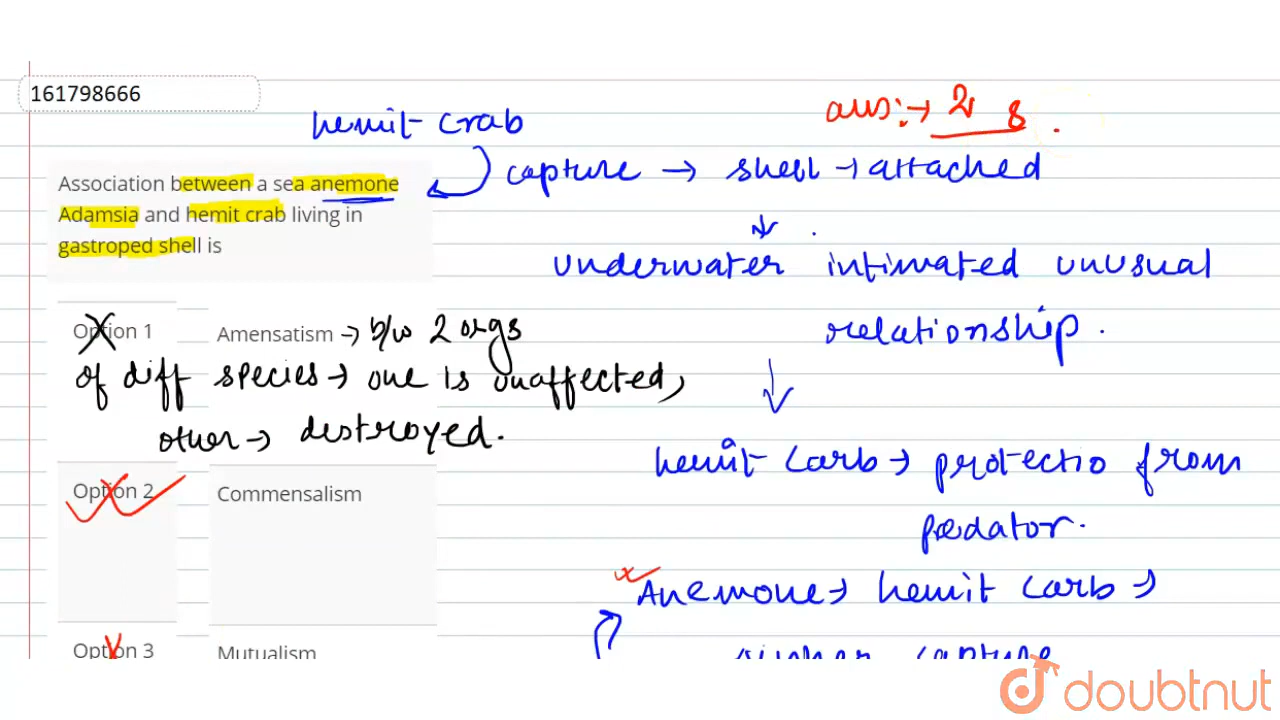 161798666
hemit crab
ans:→ 2
Association between a sea anemone
Adamsia and hemit crab living in
gastroped shell is
capture → shell → attached
underwater intimated unusual
relationship.
Option 1
Amensatism → b/w 2 orgs
of diff species → one is unaffected,
other → destroyed.
hemit carb → protectio from
predator.
Option 2
Commensalism
Anemone → hemit carb →
Option 3
Mutualism
capture
doubtnut